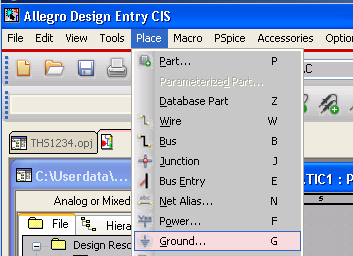 Allegro Design Entry CIS
File Edit View Tools Place Macro PSpice Accessories Option
Part... P
Parameterized Part...
Database Part Z
Wire W
Bus B
Junction J
Bus Entry E
Net Alias... N
Power... F
Ground... G
THS1234.opj
C:\Userdata\...
TIC1 : P
Analog or Mixed
5
File Hiera
Design Reso